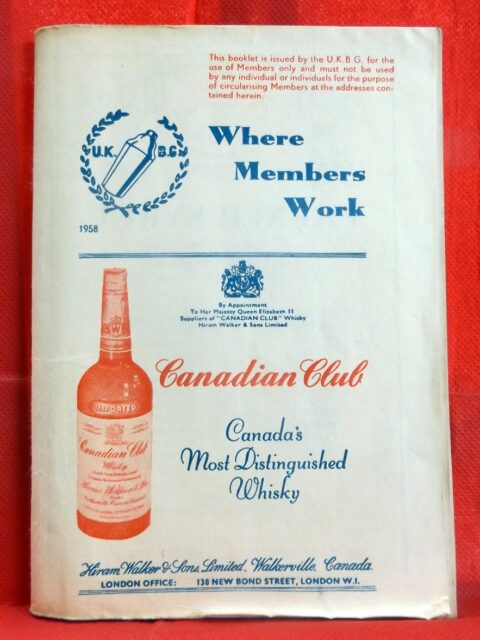 This booklet is issued by the U.K.B.G. for the
use of Members only and must not be used
by any individual or individuals for the purpose
of circularising Members at the addresses con-
tained herein.
U.K. B.G.
Where
Members
Work
1958
By Appointment
To Her Majesty Queen Elizabeth II
Suppliers of "CANADIAN CLUB" Whisky
Hiram Walker & Sons Limited
Canadian Club
IMPORTED
Canadian Club
Whisky
Canada's
Most Distinguished
Whisky
Hiram Walker & Sons, Limited, Walkerville, Canada.
LONDON OFFICE: 138 NEW BOND STREET, LONDON W.1.